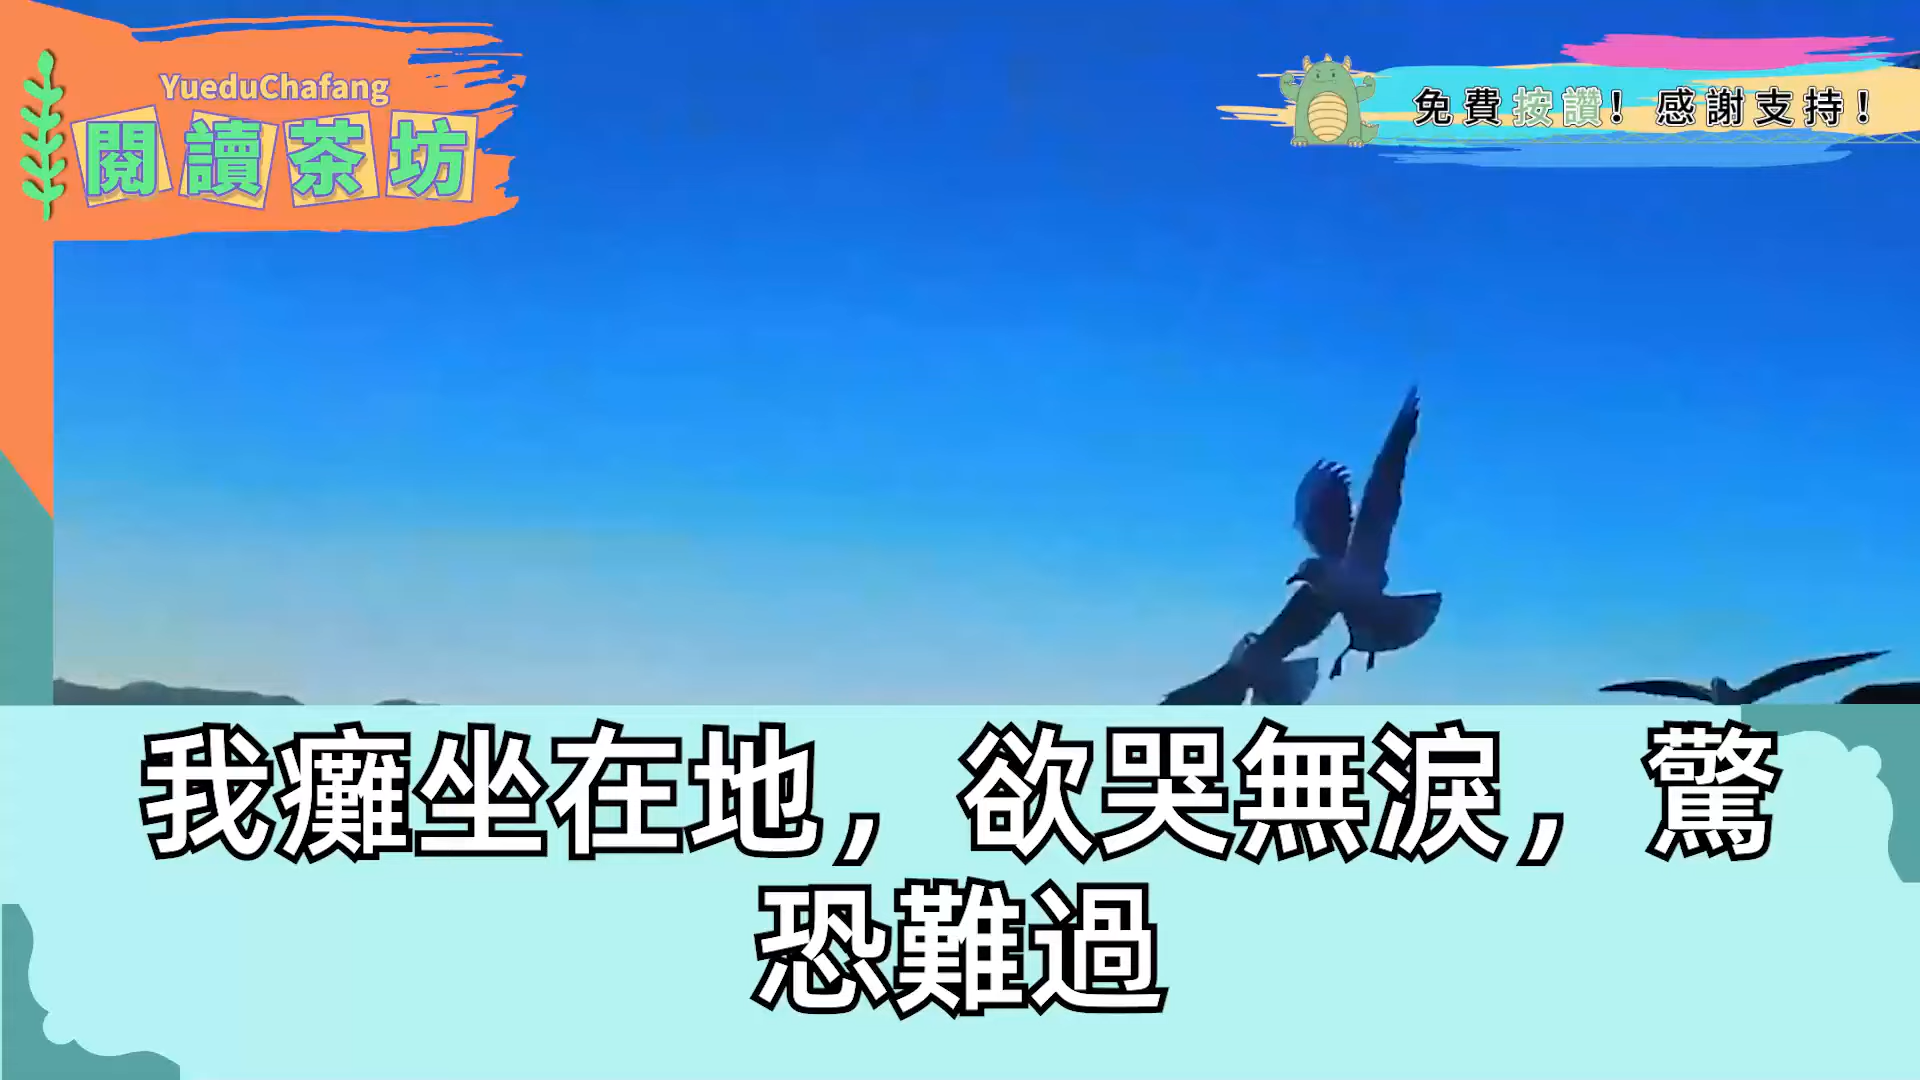 YueduChafang
閱讀茶坊
免費按讚！感謝支持！
我癱坐在地，欲哭無淚，驚
恐難過